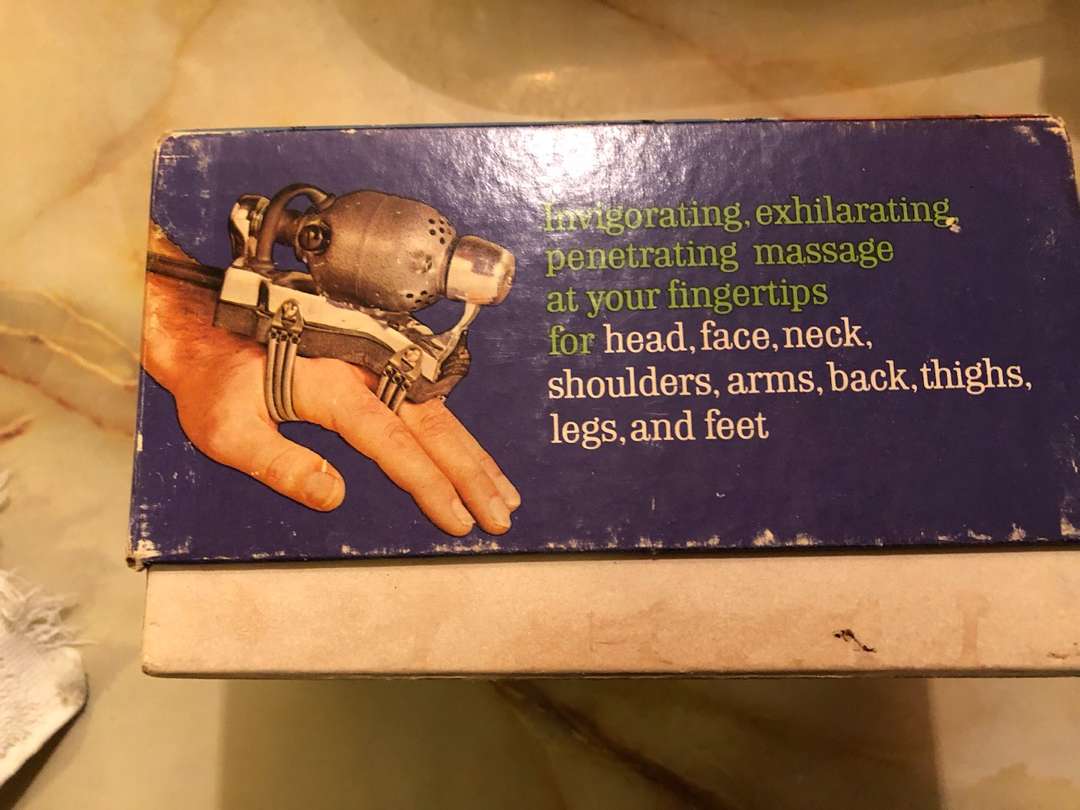 Invigorating, exhilarating,
penetrating massage
at your fingertips
for head, face, neck,
shoulders, arms, back, thighs,
legs, and feet